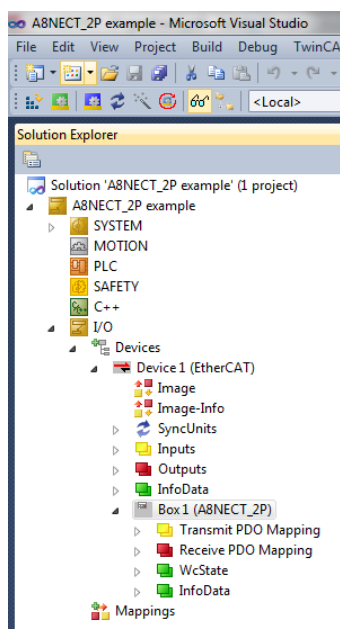 A8NECT_2P example - Microsoft Visual Studio
File Edit View Project Build Debug TwinCA
<Local>
Solution Explorer
Solution 'A8NECT_2P example' (1 project)
A8NECT_2P example
SYSTEM
MOTION
PLC
SAFETY
C++
I/O
Devices
Device 1 (EtherCAT)
Image
Image-Info
SyncUnits
Inputs
Outputs
InfoData
Box 1 (A8NECT_2P)
Transmit PDO Mapping
Receive PDO Mapping
WcState
InfoData
Mappings